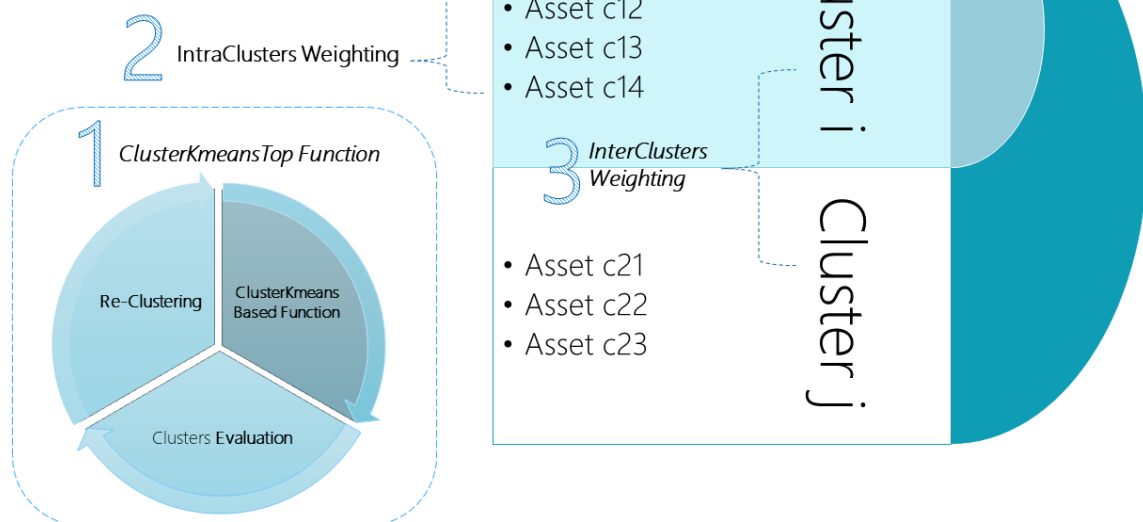 2
IntraClusters Weighting
• Asset c12
• Asset c13
• Asset c14
uster i
1
ClusterKmeansTop Function
Re-Clustering
ClusterKmeans
Based Function
Clusters Evaluation
3
InterClusters
Weighting
• Asset c21
• Asset c22
• Asset c23
Cluster j